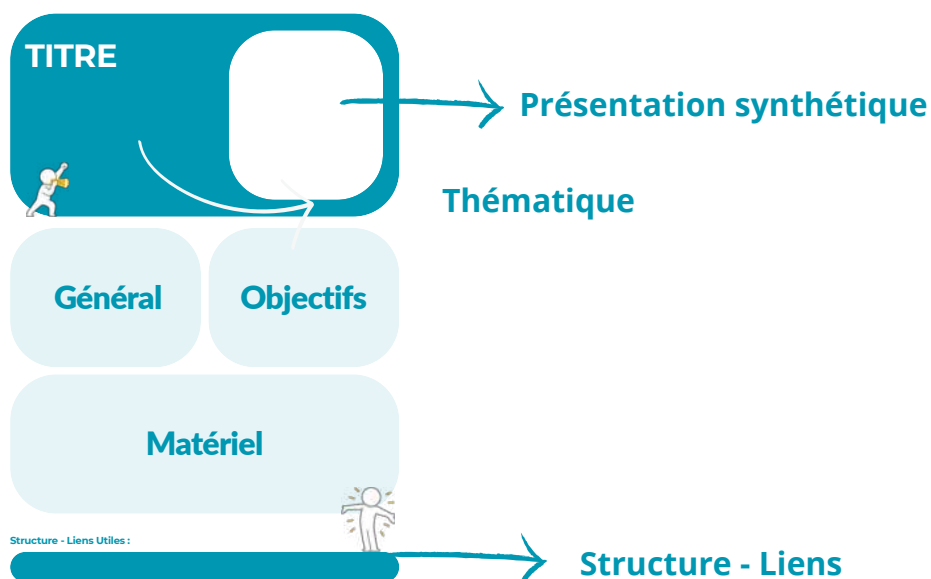 TITRE
Présentation synthétique
Thématique
Général
Objectifs
Matériel
Structure - Liens Utiles :
Structure - Liens